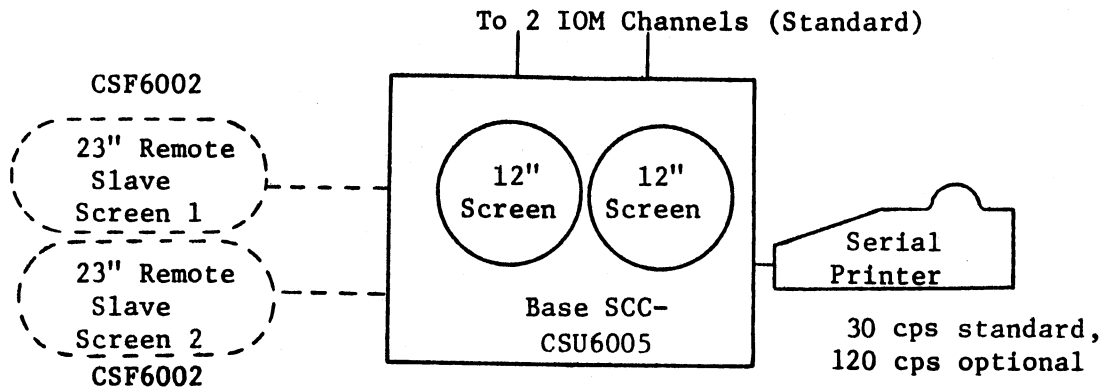 To 2 IOM Channels (Standard)
CSF6002
23" Remote
Slave
Screen 1
23" Remote
Slave
Screen 2
CSF6002
12"
Screen
12"
Screen
Base SCC-
CSU6005
Serial
Printer
30 cps standard,
120 cps optional